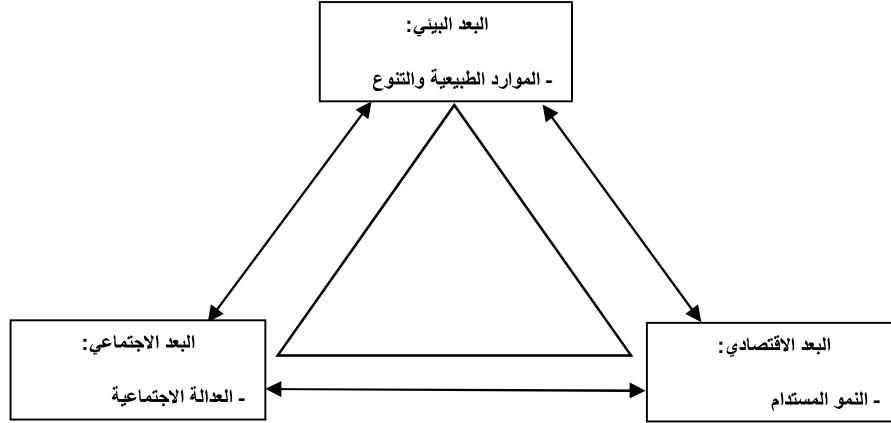 البعد البيئي:
- الموارد الطبيعية والتنوع
البعد الاقتصادي:
- النمو المستدام
البعد الاجتماعي:
- العدالة الاجتماعية